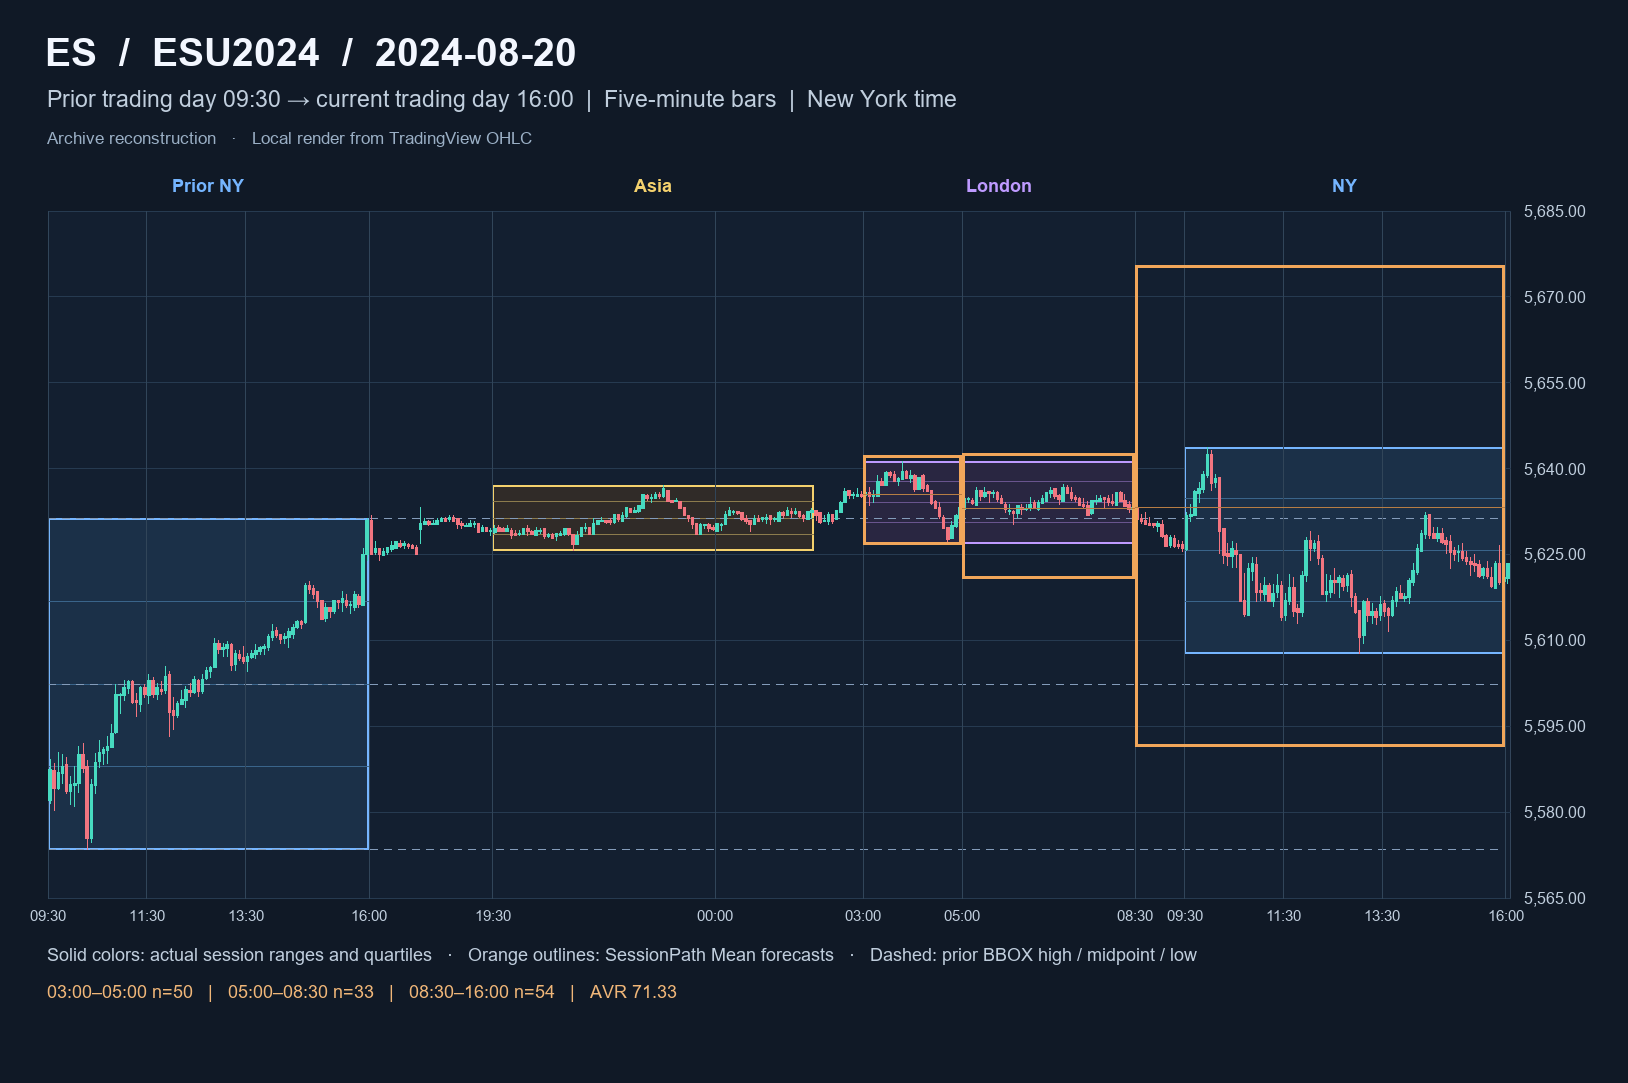 ES / ESU2024 / 2024-08-20
Prior trading day 09:30 → current trading day 16:00 | Five-minute bars | New York time
Archive reconstruction · Local render from TradingView OHLC
Prior NY Asia London NY
5,685.00
5,670.00
5,655.00
5,640.00
5,625.00
5,610.00
5,595.00
5,580.00
5,565.00
09:30 11:30 13:30 16:00 19:30 00:00 03:00 05:00 08:30 09:30 11:30 13:30 16:00
Solid colors: actual session ranges and quartiles · Orange outlines: SessionPath Mean forecasts · Dashed: prior BBOX high / midpoint / low
03:00–05:00 n=50 | 05:00–08:30 n=33 | 08:30–16:00 n=54 | AVR 71.33